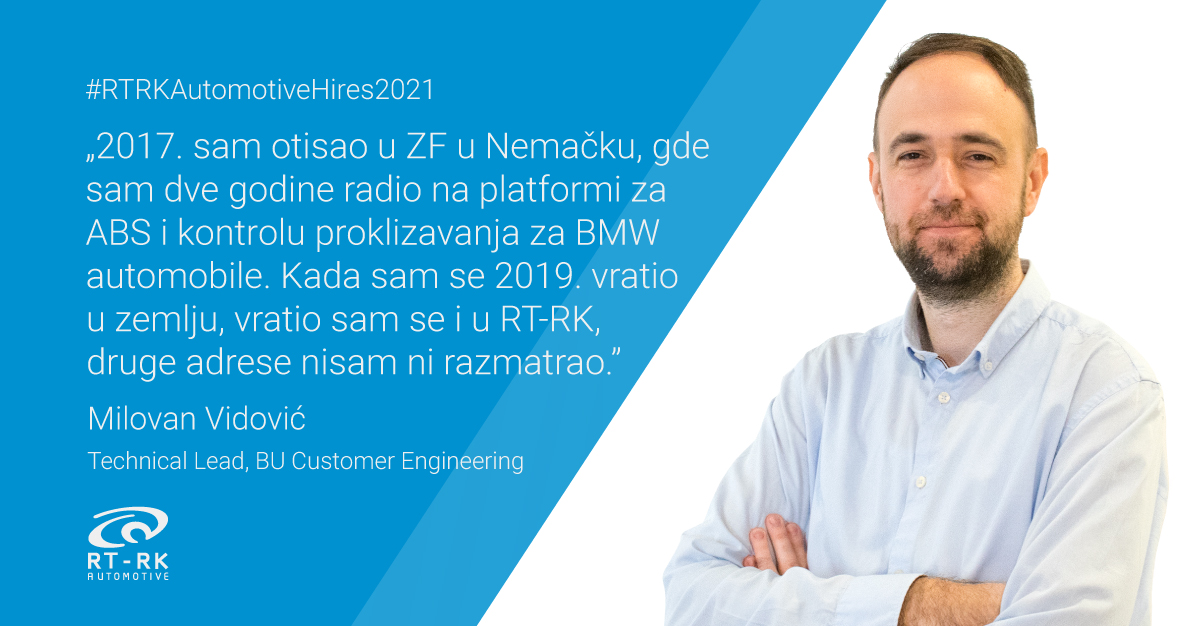 #RTRKAutomotiveHires2021
„2017. sam otisao u ZF u Nemačku, gde
sam dve godine radio na platformi za
ABS i kontrolu proklizavanja za BMW
automobile. Kada sam se 2019. vratio
u zemlju, vratio sam se i u RT-RK,
druge adrese nisam ni razmatrao.”
Milovan Vidović
Technical Lead, BU Customer Engineering
RT-RK
AUTOMOTIVE